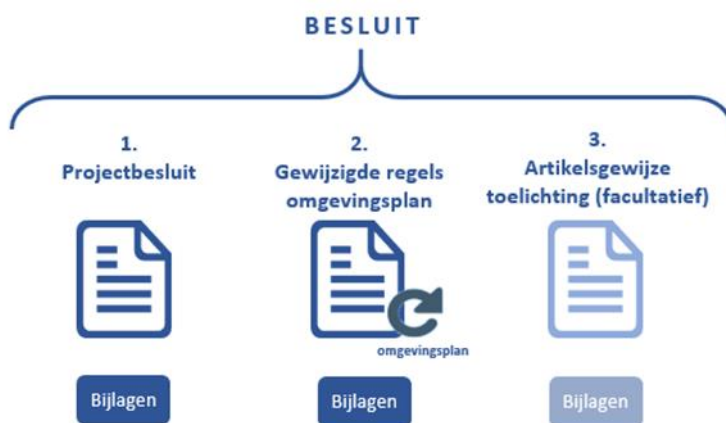 BESLUIT
1.
Projectbesluit
2.
Gewijzigde regels
omgevingsplan
3.
Artikelsgewijze
toelichting (facultatief)
omgevingsplan
Bijlagen
Bijlagen
Bijlagen